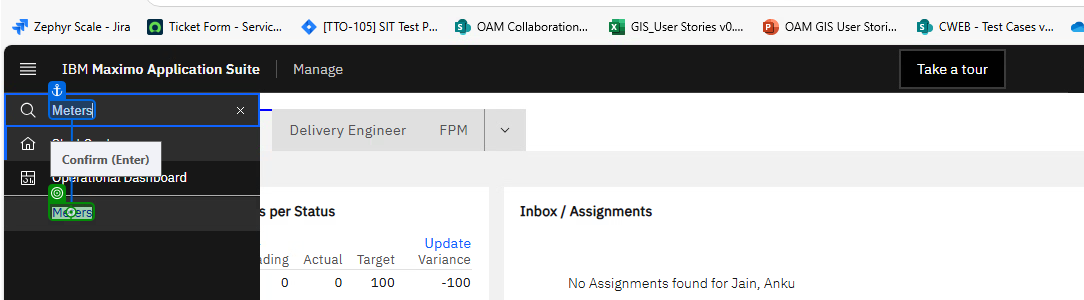 Zephyr Scale - Jira
Ticket Form - Servic...
[TTO-105] SIT Test P...
OAM Collaboration...
GIS_User Stories v0....
OAM GIS User Stori...
CWEB - Test Cases v...
IBM Maximo Application Suite
Manage
Take a tour
Meters
Confirm (Enter)
Operational Dashboard
Meters
Delivery Engineer
FPM
s per Status
Update
ading Actual Target Variance
0 0 100 -100
Inbox / Assignments
No Assignments found for Jain, Anku